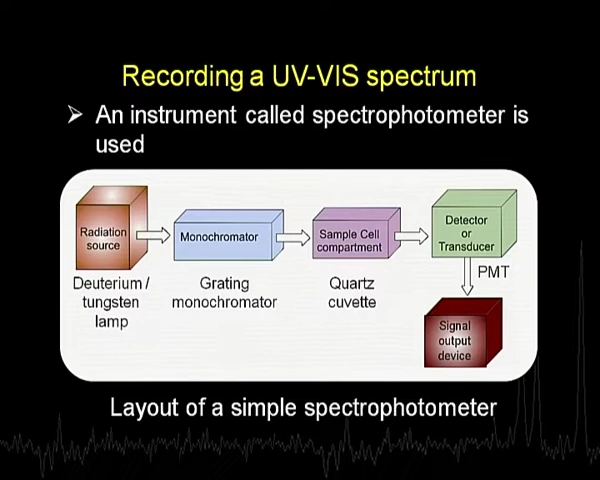 Recording a UV-VIS spectrum
➢ An instrument called spectrophotometer is
used
Radiation
source
Monochromator
Sample Cell
compartment
Detector
or
Transducer
Deuterium /
tungsten
lamp
Grating
monochromator
Quartz
cuvette
PMT
Signal
output
device
Layout of a simple spectrophotometer